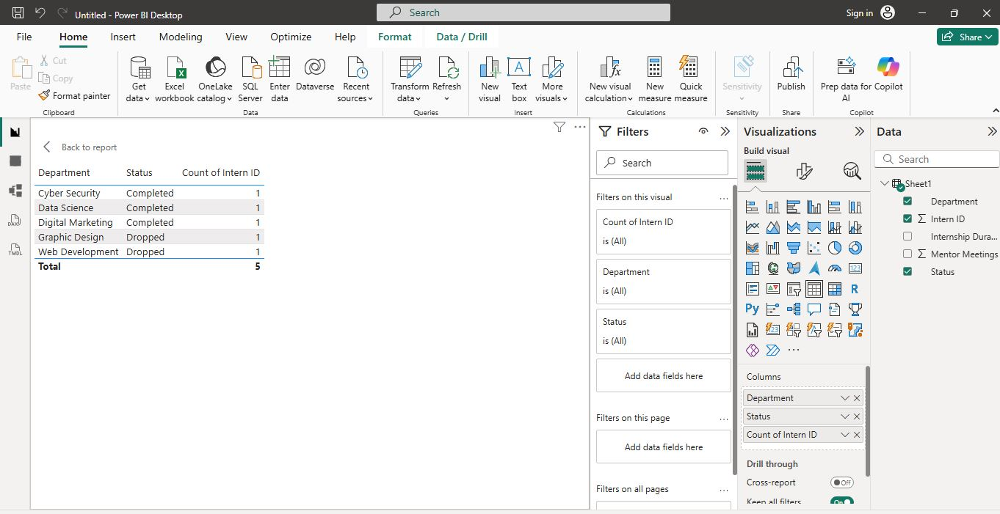 Untitled - Power BI Desktop
Search
Sign in
File Home Insert Modeling View Optimize Help Format Data / Drill
Share
Paste
Cut
Copy
Format painter
Clipboard
Get data
Excel workbook
OneLake catalog
SQL Server
Enter data
Dataverse
Recent sources
Data
Transform data
Refresh
Queries
New visual
Text box
More visuals
Insert
New visual calculation
New measure
Quick measure
Calculations
Sensitivity
Sensitivity
Publish
Share
Prep data for AI
Copilot
Copilot
DAX
TMDL
Back to report
Department Status Count of Intern ID
Cyber Security Completed 1
Data Science Completed 1
Digital Marketing Completed 1
Graphic Design Dropped 1
Web Development Dropped 1
Total 5
Filters
Search
Filters on this visual
Count of Intern ID
is (All)
Department
is (All)
Status
is (All)
Add data fields here
Filters on this page
Add data fields here
Filters on all pages
Visualizations
Build visual
123
R
Py
123
Columns
Department
Status
Count of Intern ID
Drill through
Cross-report Off
Keep all filters On
Data
Search
Sheet1
Department
Intern ID
Internship Dura...
Mentor Meetings
Status